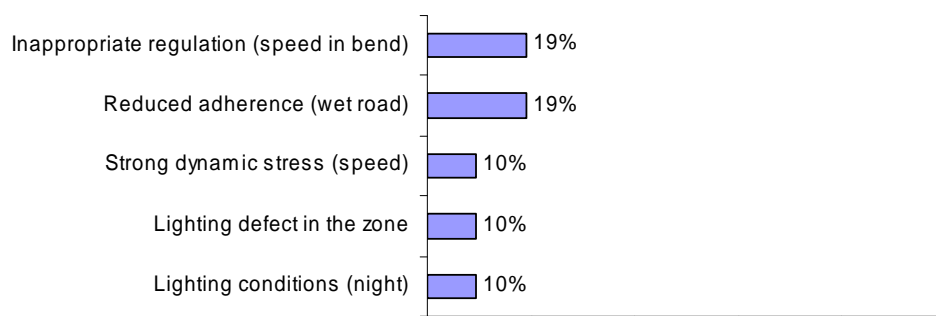 Inappropriate regulation (speed in bend) 19%
Reduced adherence (wet road) 19%
Strong dynamic stress (speed) 10%
Lighting defect in the zone 10%
Lighting conditions (night) 10%